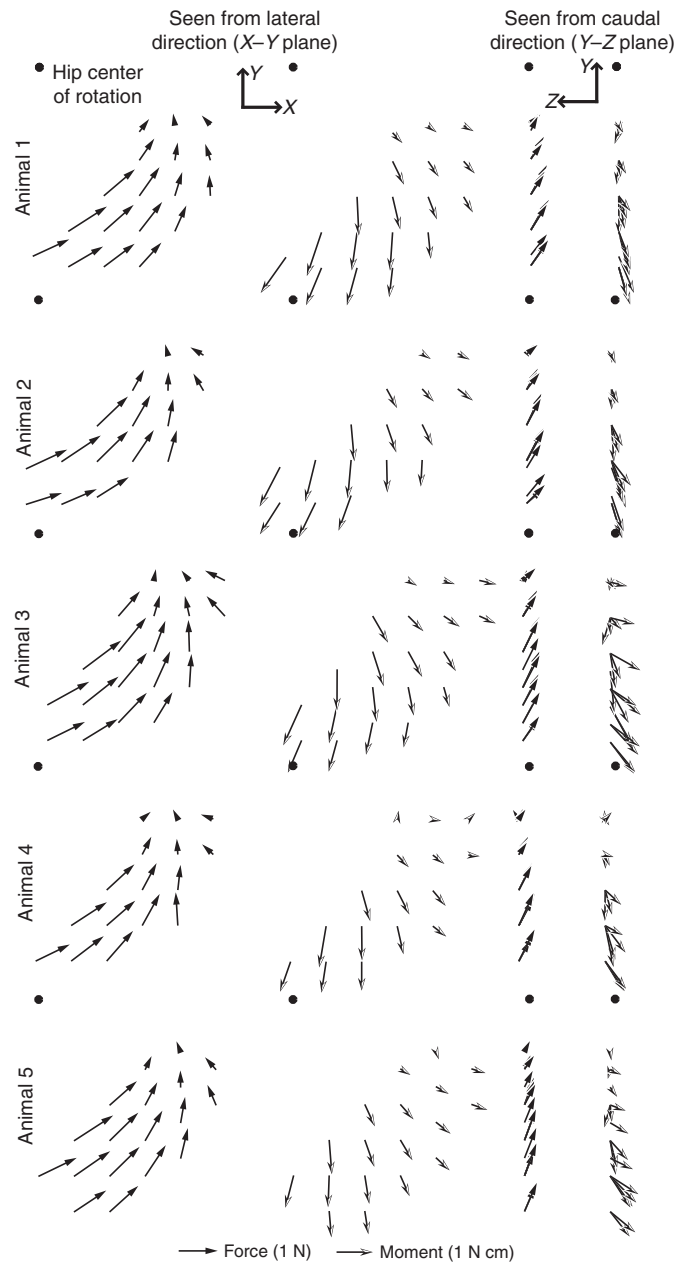 Seen from lateral
direction (X–Y plane)
Seen from caudal
direction (Y–Z plane)
Hip center
of rotation
Y
X
Y
Z
Animal 1
Animal 2
Animal 3
Animal 4
Animal 5
Force (1 N)
Moment (1 N cm)